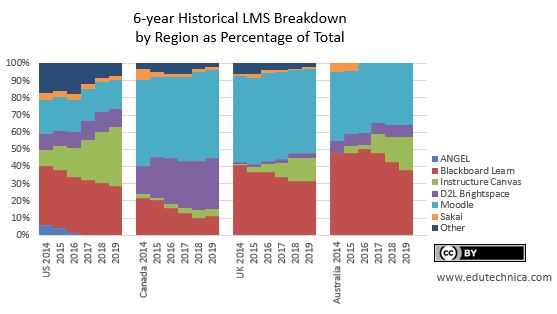 6-year Historical LMS Breakdown
by Region as Percentage of Total
100%
90%
80%
70%
60%
50%
40%
30%
20%
10%
0%
US 2014
2015
2016
2017
2018
2019
Canada 2014
2015
2016
2017
2018
2019
UK 2014
2015
2016
2017
2018
2019
Australia 2014
2015
2016
2017
2018
2019
ANGEL
Blackboard Learn
Instructure Canvas
D2L Brightspace
Moodle
Sakai
Other
cc BY
www.edutechnica.com